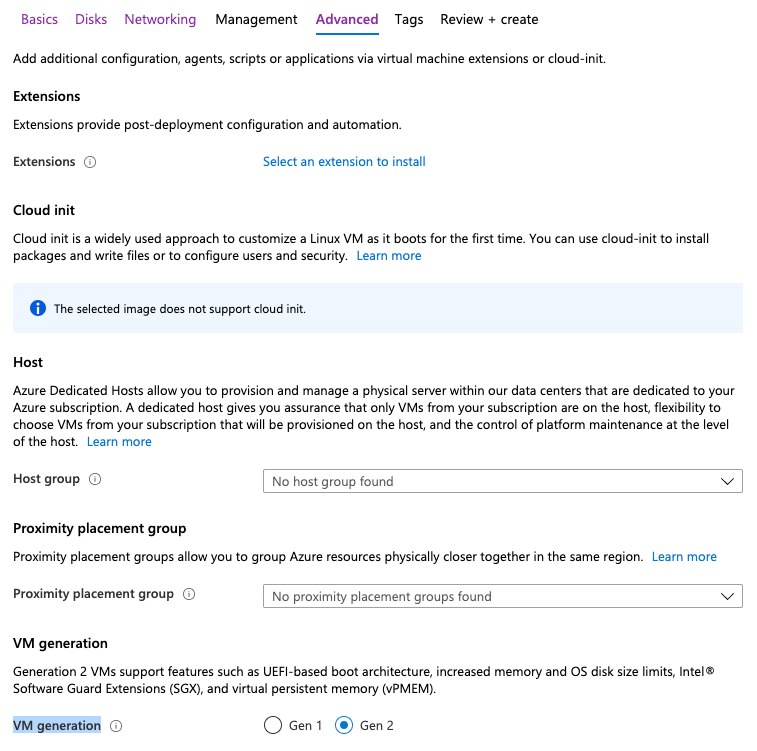 Basics Disks Networking Management Advanced Tags Review + create
Add additional configuration, agents, scripts or applications via virtual machine extensions or cloud-init.
Extensions
Extensions provide post-deployment configuration and automation.
Extensions Select an extension to install
Cloud init
Cloud init is a widely used approach to customize a Linux VM as it boots for the first time. You can use cloud-init to install
packages and write files or to configure users and security. Learn more
The selected image does not support cloud init.
Host
Azure Dedicated Hosts allow you to provision and manage a physical server within our data centers that are dedicated to your
Azure subscription. A dedicated host gives you assurance that only VMs from your subscription are on the host, flexibility to
choose VMs from your subscription that will be provisioned on the host, and the control of platform maintenance at the level
of the host. Learn more
Host group No host group found
Proximity placement group
Proximity placement groups allow you to group Azure resources physically closer together in the same region. Learn more
Proximity placement group No proximity placement groups found
VM generation
Generation 2 VMs support features such as UEFI-based boot architecture, increased memory and OS disk size limits, Intel®
Software Guard Extensions (SGX), and virtual persistent memory (vPMEM).
VM generation Gen 1 Gen 2